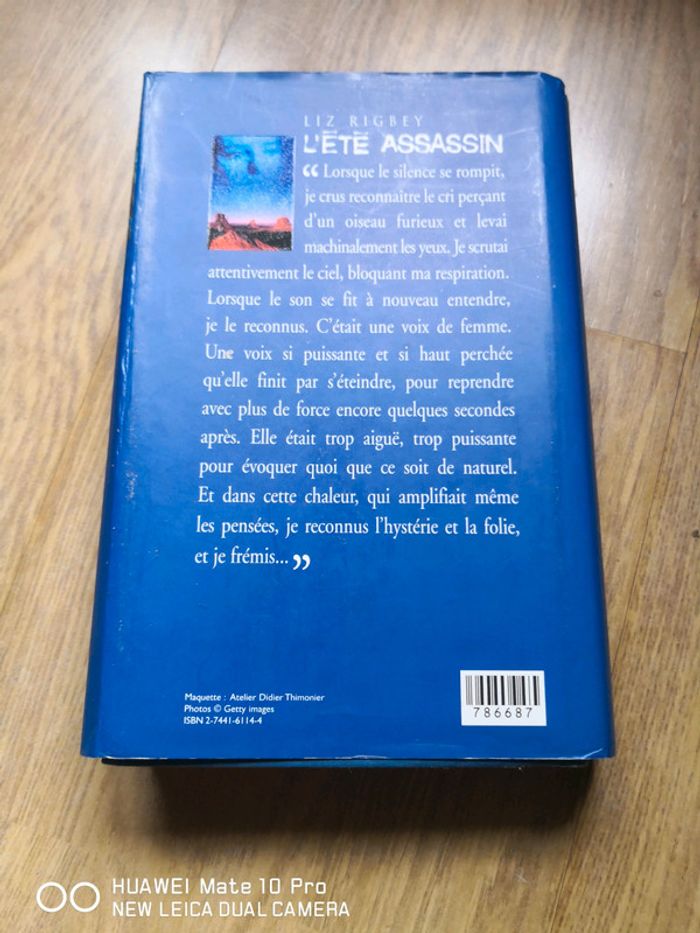 LIZ RIGBEY
L'ÉTÉ ASSASSIN
“ Lorsque le silence se rompit,
je crus reconnaître le cri perçant
d'un oiseau furieux et levai
machinalement les yeux. Je scrutai
attentivement le ciel, bloquant ma respiration.
Lorsque le son se fit à nouveau entendre,
je le reconnus. C'était une voix de femme.
Une voix si puissante et si haut perchée
qu'elle finit par s'éteindre, pour reprendre
avec plus de force encore quelques secondes
après. Elle était trop aiguë, trop puissante
pour évoquer quoi que ce soit de naturel.
Et dans cette chaleur, qui amplifiait même
les pensées, je reconnus l'hystérie et la folie,
et je frémis... ”
Maquette : Atelier Didier Thimonier
Photos © Getty images
ISBN 2-7441-6114-4
786687
HUAWEI Mate 10 Pro
NEW LEICA DUAL CAMERA